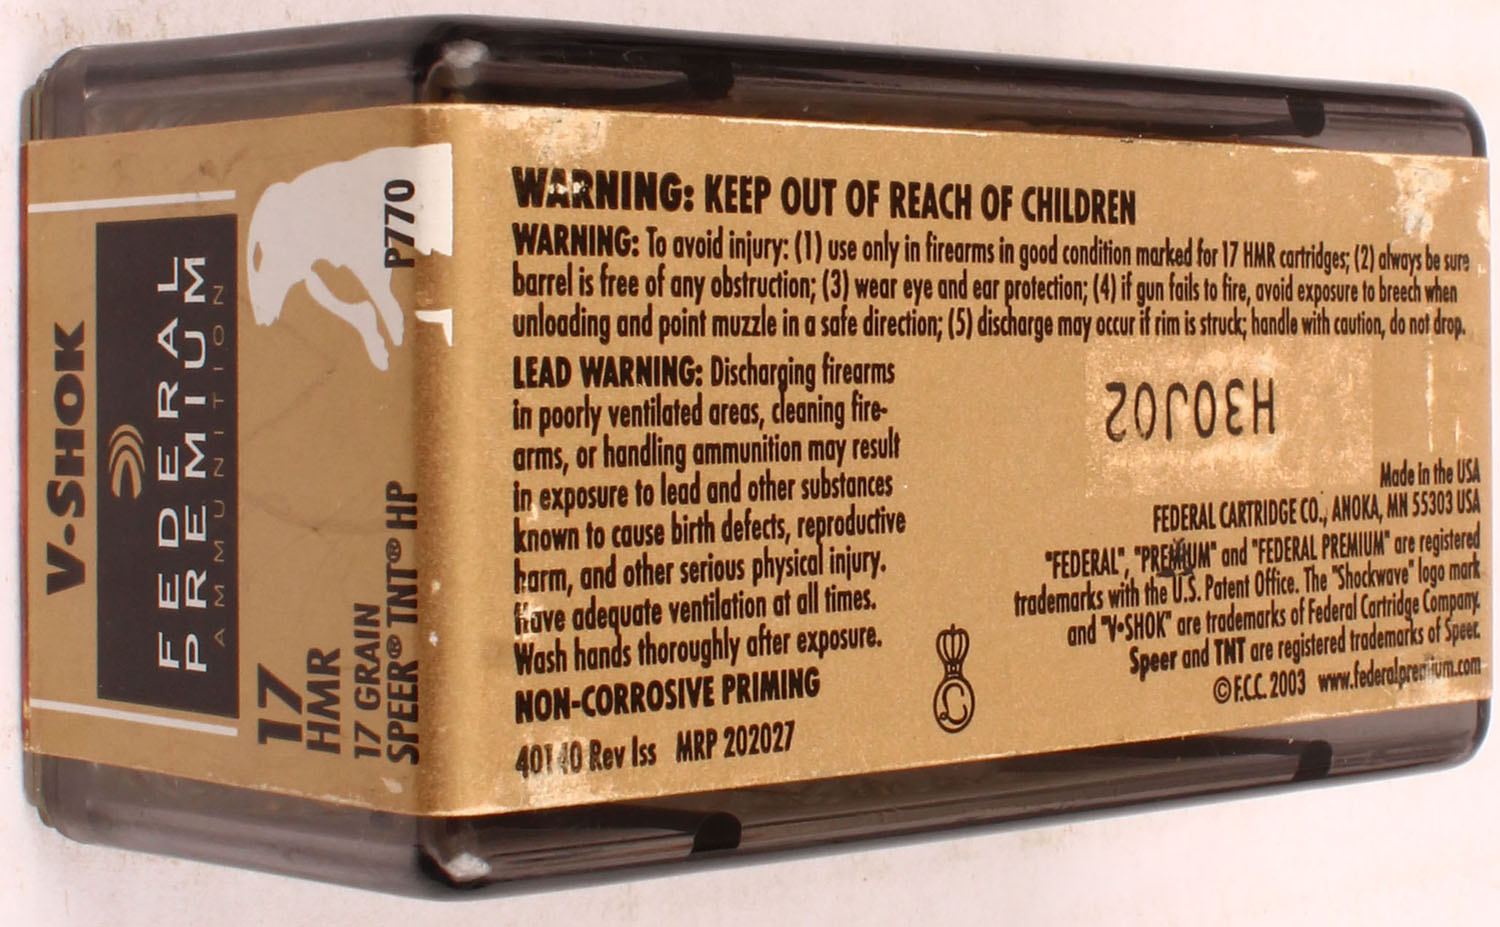 V•SHOK
FEDERAL
PREMIUM
AMMUNITION
17
HMR
17 GRAIN
SPEER® TNT® HP
P770
WARNING: KEEP OUT OF REACH OF CHILDREN
WARNING: To avoid injury: (1) use only in firearms in good condition marked for 17 HMR cartridges; (2) always be sure
barrel is free of any obstruction; (3) wear eye and ear protection; (4) if gun fails to fire, avoid exposure to breech when
unloading and point muzzle in a safe direction; (5) discharge may occur if rim is struck; handle with caution, do not drop.
LEAD WARNING: Discharging firearms
in poorly ventilated areas, cleaning fire-
arms, or handling ammunition may result
in exposure to lead and other substances
known to cause birth defects, reproductive
harm, and other serious physical injury.
Have adequate ventilation at all times.
Wash hands thoroughly after exposure.
NON-CORROSIVE PRIMING
40140 Rev Iss MRP 202027
H30J02
Made in the USA
FEDERAL CARTRIDGE CO., ANOKA, MN 55303 USA
"FEDERAL", "PREMIUM" and "FEDERAL PREMIUM" are registered
trademarks with the U.S. Patent Office. The "Shockwave" logo mark
and "V•SHOK" are trademarks of Federal Cartridge Company.
Speer and TNT are registered trademarks of Speer.
© F.C.C. 2003 www.federalpremium.com